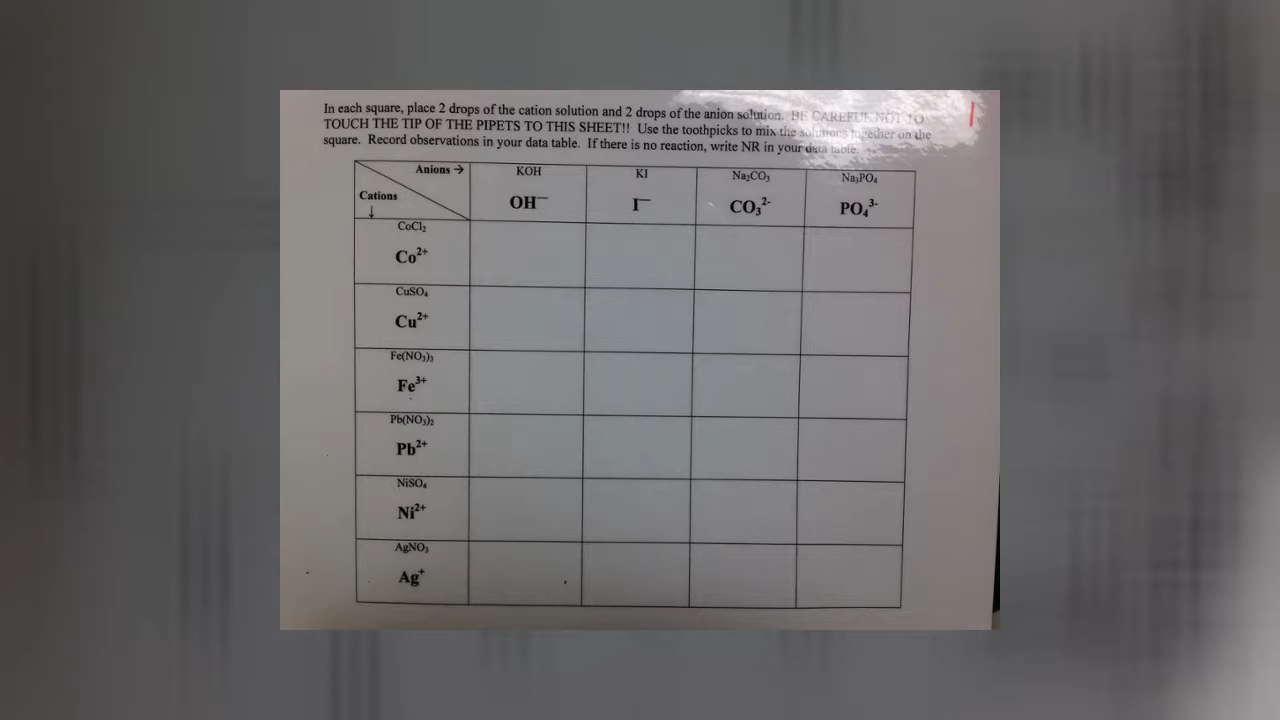 In each square, place 2 drops of the cation solution and 2 drops of the anion solution. BE CAREFUL NOT TO
TOUCH THE TIP OF THE PIPETS TO THIS SHEET!! Use the toothpicks to mix the solutions together on the
square. Record observations in your data table. If there is no reaction, write NR in your data table.
Anions →
Cations
↓
KOH
OH⁻
KI
I⁻
Na₂CO₃
CO₃²⁻
Na₃PO₄
PO₄³⁻
CoCl₂
Co²⁺
CuSO₄
Cu²⁺
Fe(NO₃)₃
Fe³⁺
Pb(NO₃)₂
Pb²⁺
NiSO₄
Ni²⁺
AgNO₃
Ag⁺